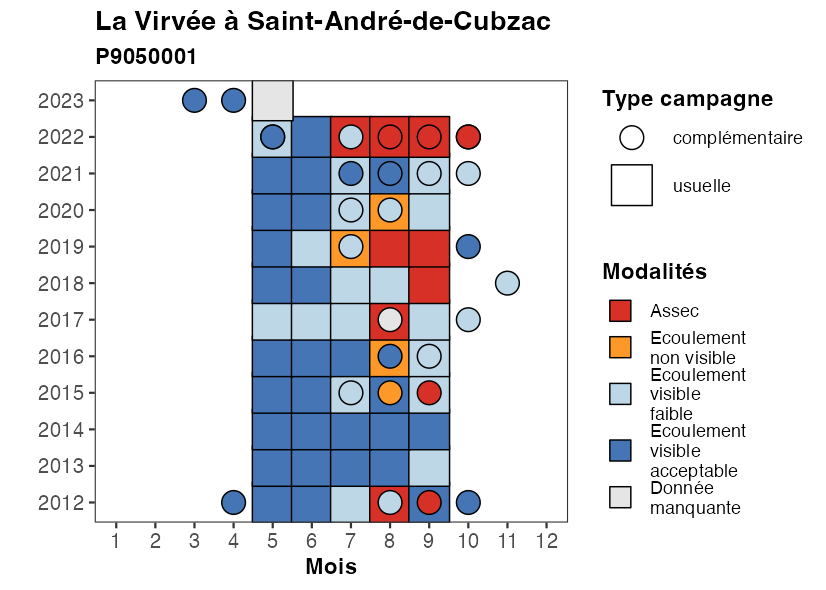 La Virvée à Saint-André-de-Cubzac
P9050001
2023
2022
2021
2020
2019
2018
2017
2016
2015
2014
2013
2012
1 2 3 4 5 6 7 8 9 10 11 12
Mois
Type campagne
complémentaire
usuelle
Modalités
Assec
Ecoulement
non visible
Ecoulement
visible
faible
Ecoulement
visible
acceptable
Donnée
manquante